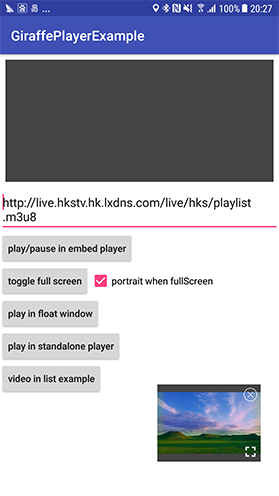 ... 100% 20:27
GiraffePlayerExample
http://live.hkstv.hk.lxdns.com/live/hks/playlist
.m3u8
play/pause in embed player
toggle full screen portrait when fullScreen
play in float window
play in standalone player
video in list example